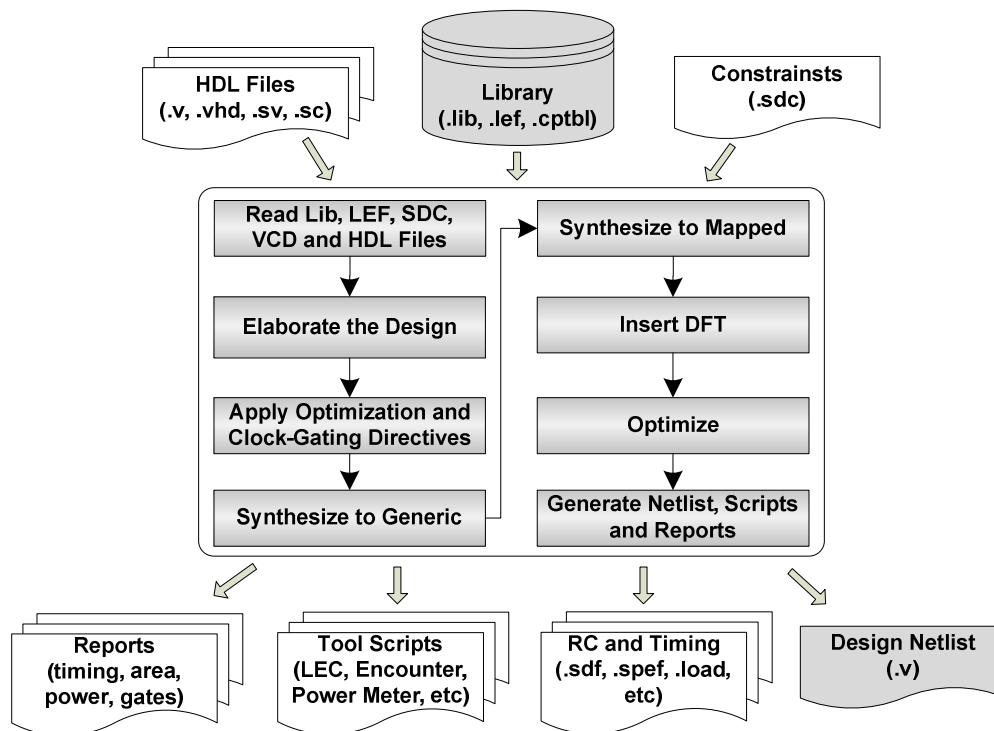 HDL Files
(.v, .vhd, .sv, .sc)
Library
(.lib, .lef, .cptbl)
Constrainsts
(.sdc)
Read Lib, LEF, SDC,
VCD and HDL Files
Elaborate the Design
Apply Optimization and
Clock-Gating Directives
Synthesize to Generic
Synthesize to Mapped
Insert DFT
Optimize
Generate Netlist, Scripts
and Reports
Reports
(timing, area,
power, gates)
Tool Scripts
(LEC, Encounter,
Power Meter, etc)
RC and Timing
(.sdf, .spef, .load,
etc)
Design Netlist
(.v)